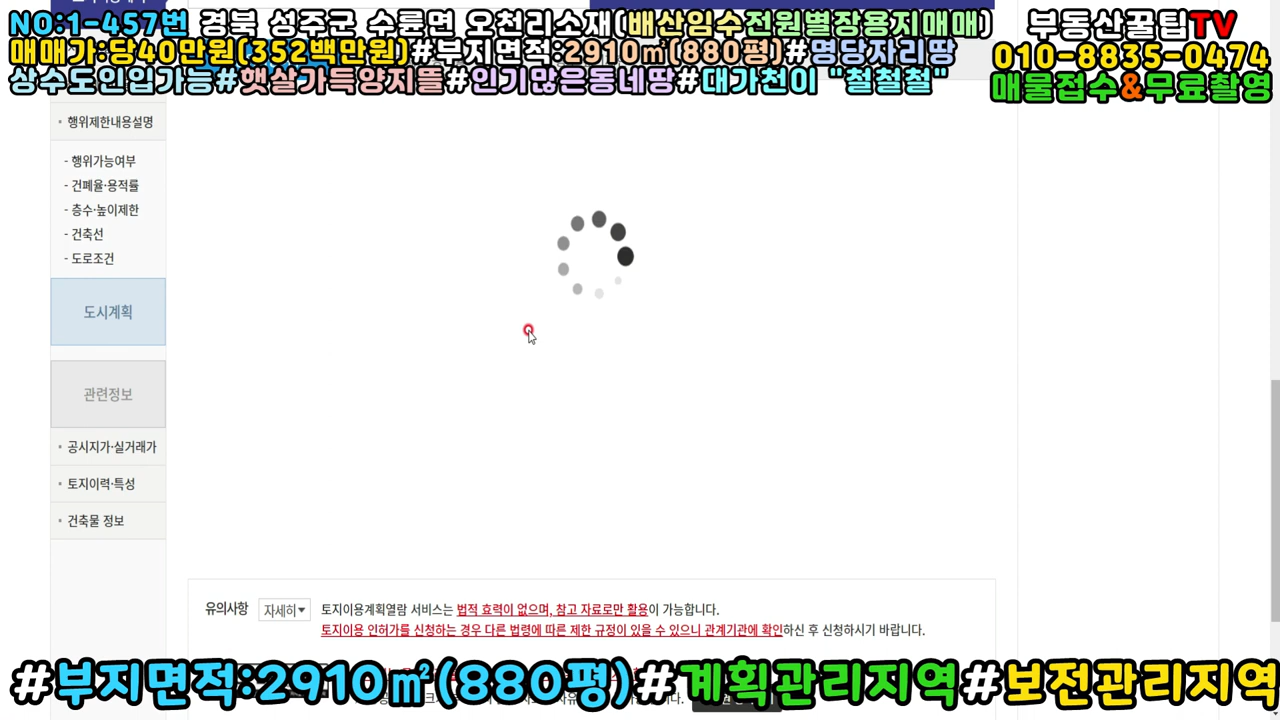 NO:1-457번 경북 성주군 수륜면 오천리소재(배산임수전원별장용지매매)
매매가:당40만원(352백만원)#부지면적:2910㎡(880평)#명당자리땅
상수도인입가능#햇살가득양지뜰#인기많은동네땅#대가천이 "철철철"
부동산꿀팁TV
010-8835-0474
매물접수&무료촬영
행위제한내용설명
- 행위가능여부
- 건폐율·용적률
- 층수·높이제한
- 건축선
- 도로조건
도시계획
관련정보
공시지가·실거래가
토지이력·특성
건축물 정보
유의사항 자세히▼ 토지이용계획열람 서비스는 법적 효력이 없으며, 참고 자료로만 활용이 가능합니다.
토지이용 인허가를 신청하는 경우 다른 법령에 따른 제한 규정이 있을 수 있으니 관계기관에 확인하신 후 신청하시기 바랍니다.
#부지면적:2910㎡(880평)#계획관리지역#보전관리지역